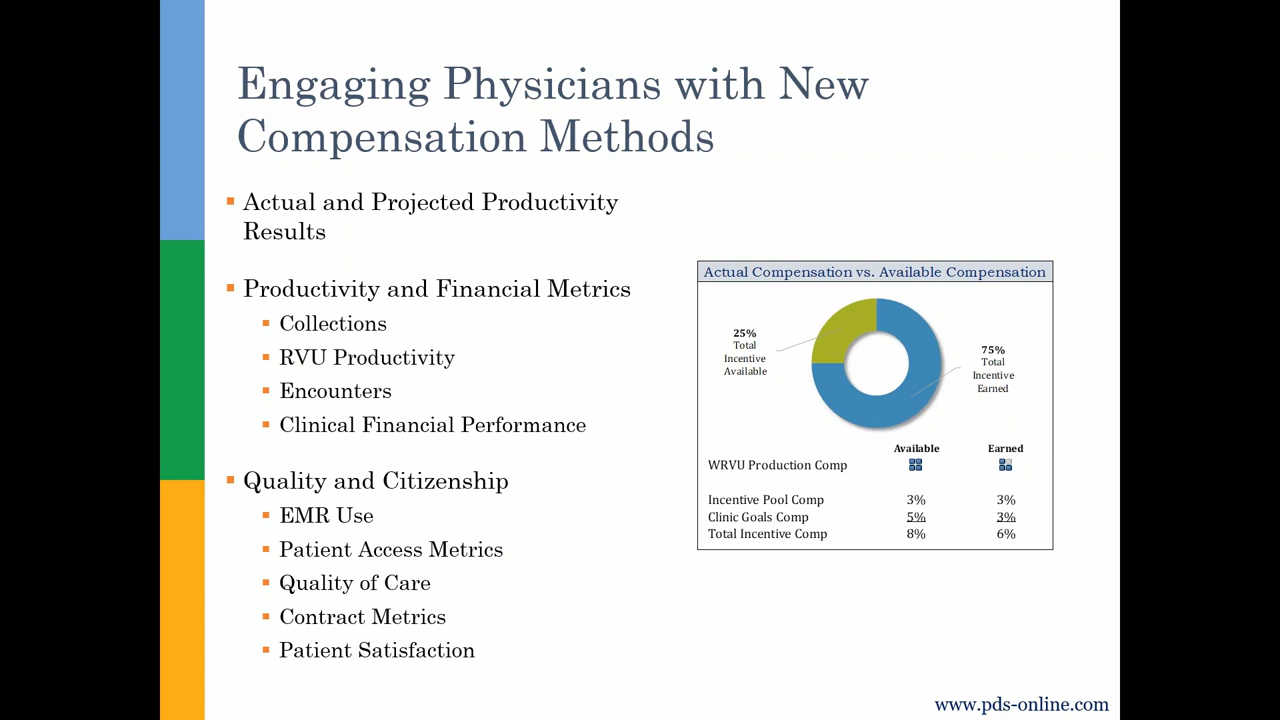 Engaging Physicians with New
Compensation Methods
Actual and Projected Productivity
Results
Productivity and Financial Metrics
Collections
RVU Productivity
Encounters
Clinical Financial Performance
Quality and Citizenship
EMR Use
Patient Access Metrics
Quality of Care
Contract Metrics
Patient Satisfaction
Actual Compensation vs. Available Compensation
25%
Total
Incentive
Available
75%
Total
Incentive
Earned
Available Earned
WRVU Production Comp
Incentive Pool Comp 3% 3%
Clinic Goals Comp 5% 3%
Total Incentive Comp 8% 6%
www.pds-online.com